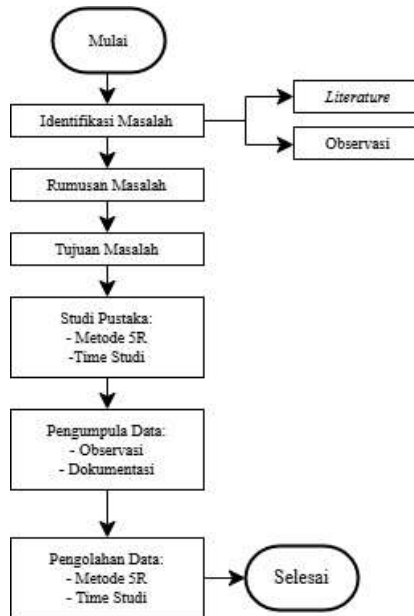 Mulai
Identifikasi Masalah
Literature
Observasi
Rumusan Masalah
Tujuan Masalah
Studi Pustaka:
- Metode 5R
-Time Studi
Pengumpula Data:
- Observasi
- Dokumentasi
Pengolahan Data:
- Metode 5R
- Time Studi
Selesai